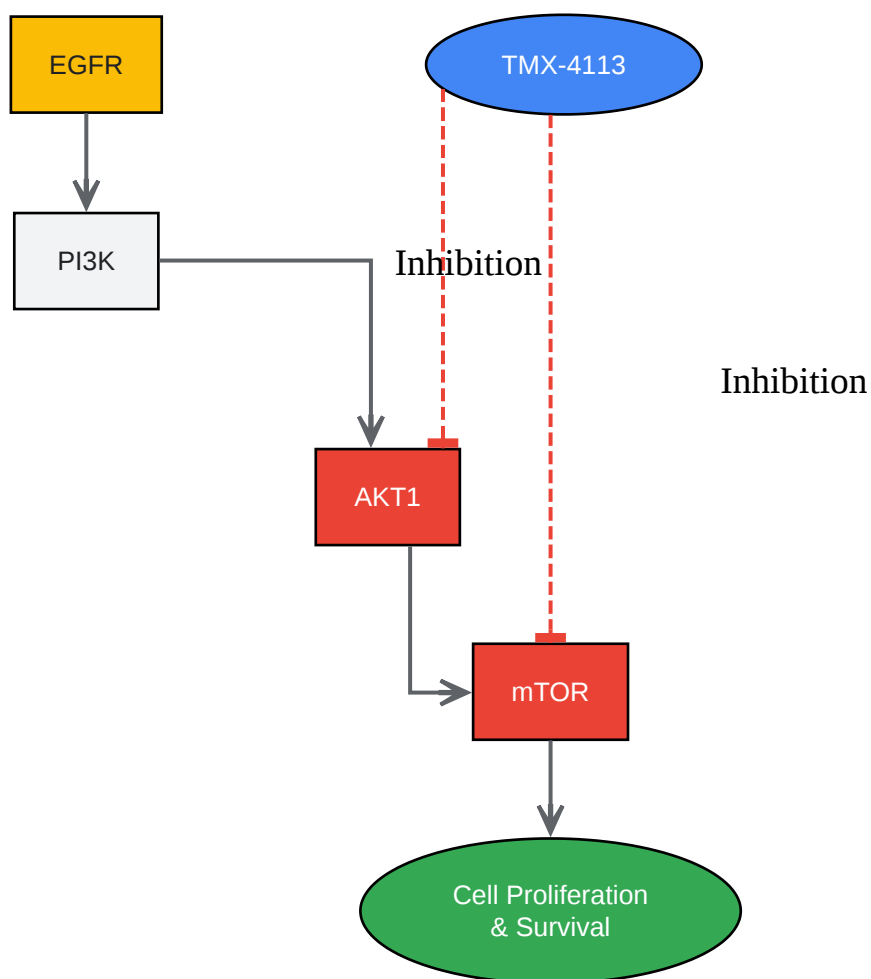 EGFR
TMX-4113
PI3K
Inhibition
Inhibition
AKT1
mTOR
Cell Proliferation
& Survival